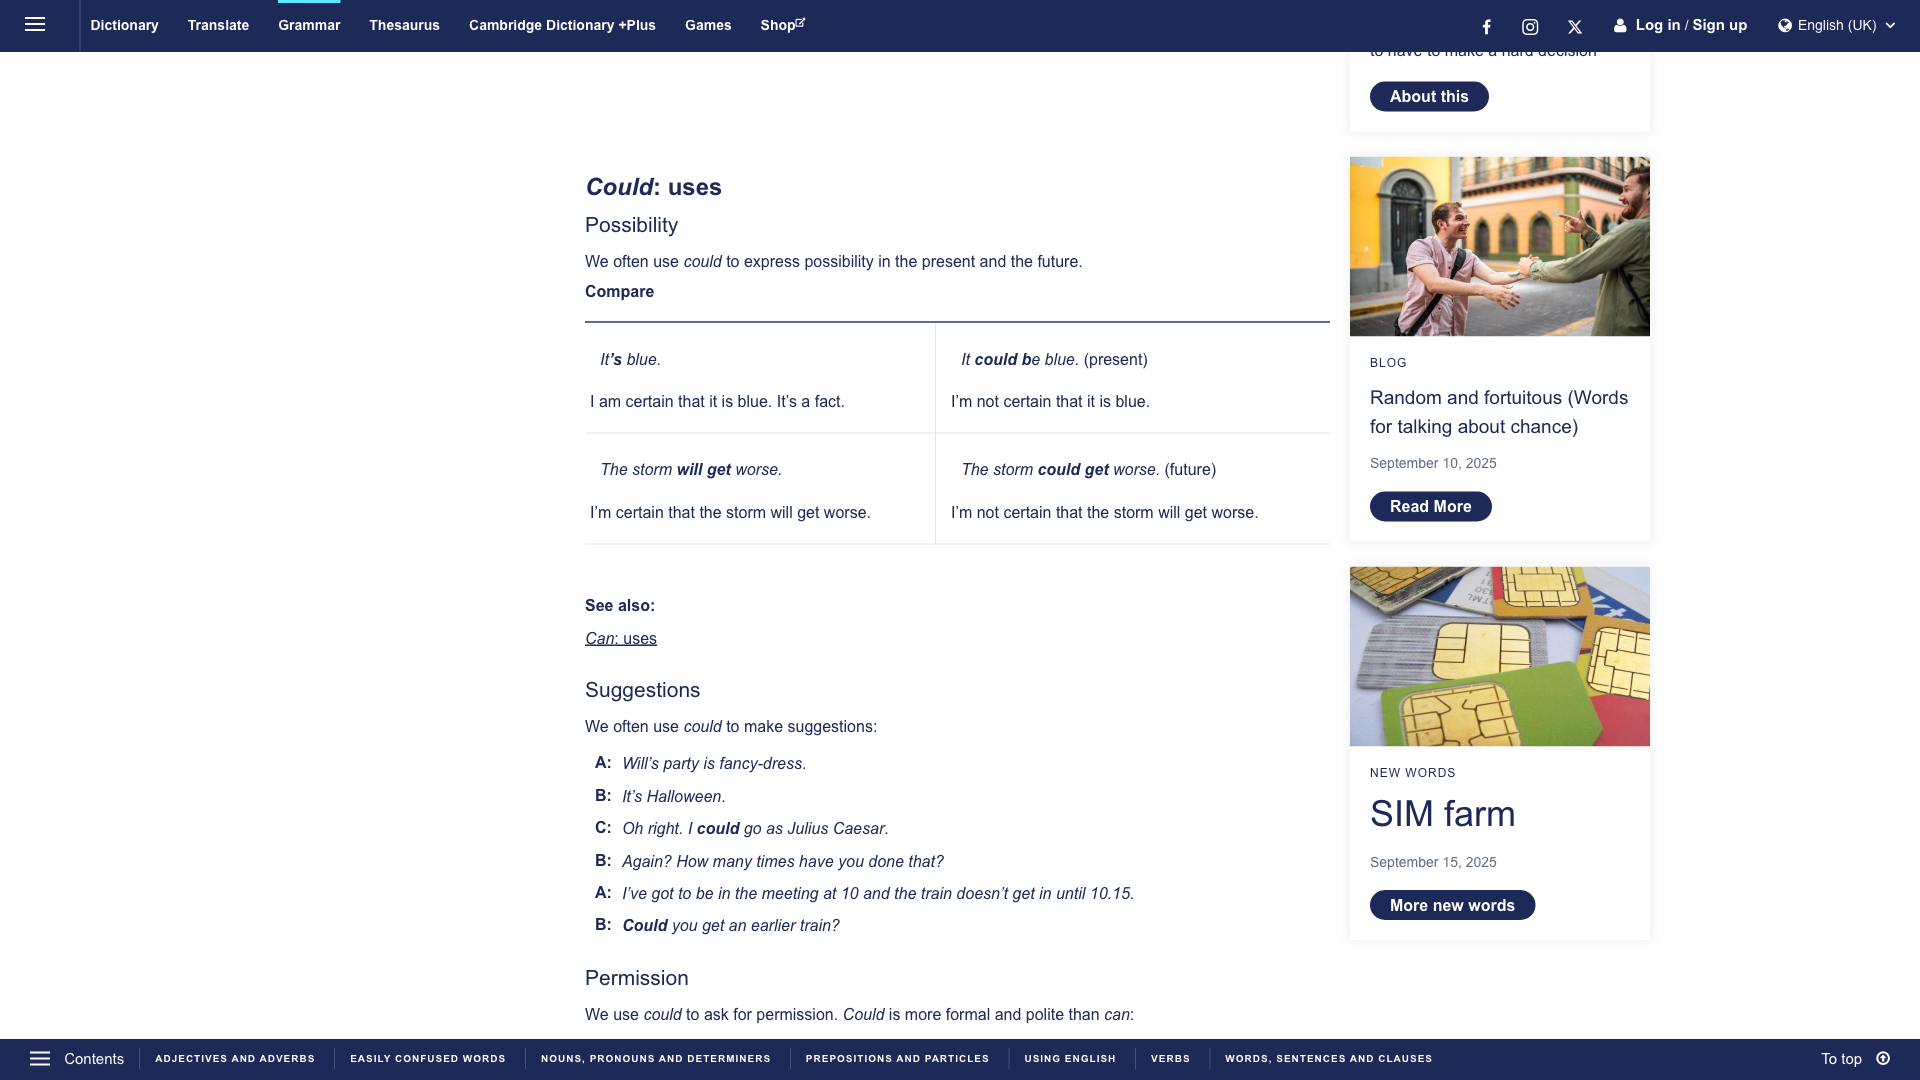 Dictionary Translate Grammar Thesaurus Cambridge Dictionary +Plus Games Shop Log in / Sign up English (UK)
to have to make a hard decision
About this
Could: uses
Possibility
We often use could to express possibility in the present and the future.
Compare
It’s blue. It could be blue. (present)
I am certain that it is blue. It’s a fact. I’m not certain that it is blue.
The storm will get worse. The storm could get worse. (future)
I’m certain that the storm will get worse. I’m not certain that the storm will get worse.
See also:
Can: uses
Suggestions
We often use could to make suggestions:
A: Will’s party is fancy-dress.
B: It’s Halloween.
C: Oh right. I could go as Julius Caesar.
B: Again? How many times have you done that?
A: I’ve got to be in the meeting at 10 and the train doesn’t get in until 10.15.
B: Could you get an earlier train?
Permission
We use could to ask for permission. Could is more formal and polite than can:
BLOG
Random and fortuitous (Words
for talking about chance)
September 10, 2025
Read More
NEW WORDS
SIM farm
September 15, 2025
More new words
Contents ADJECTIVES AND ADVERBS EASILY CONFUSED WORDS NOUNS, PRONOUNS AND DETERMINERS PREPOSITIONS AND PARTICLES USING ENGLISH VERBS WORDS, SENTENCES AND CLAUSES To top